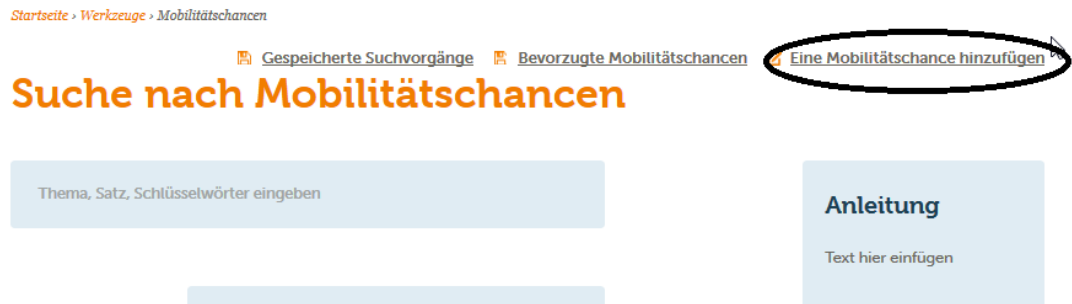 Startseite › Werkzeuge › Mobilitätschancen
Gespeicherte Suchvorgänge Bevorzugte Mobilitätschancen Eine Mobilitätschance hinzufügen
Suche nach Mobilitätschancen
Thema, Satz, Schlüsselwörter eingeben
Anleitung
Text hier einfügen